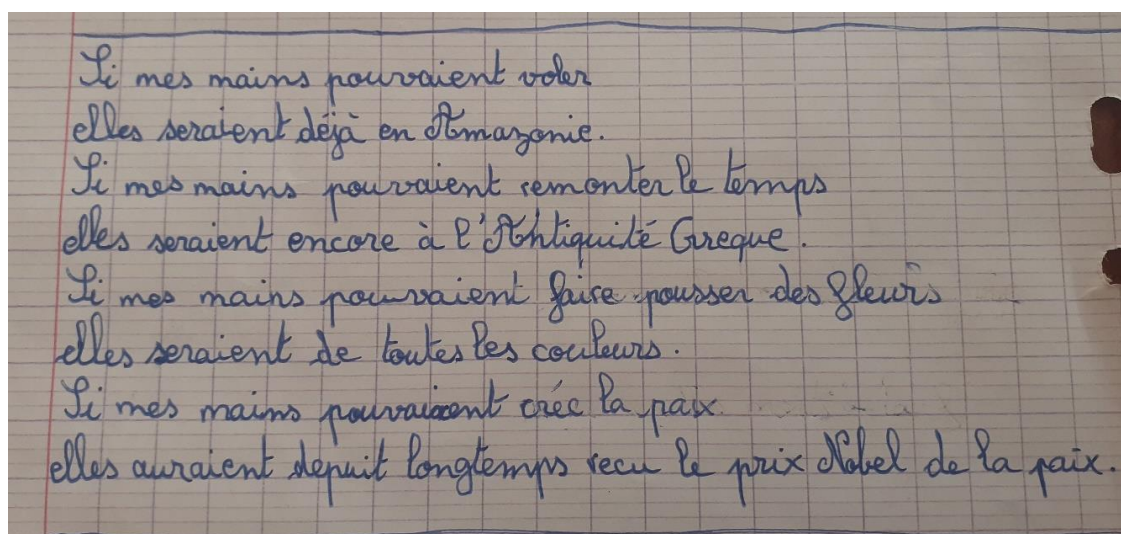 Si mes mains pouvaient voler
elles seraient déjà en Amazonie.
Si mes mains pouvaient remonter le temps
elles seraient encore à l'Antiquité Greque.
Si mes mains pouvaient faire pousser des fleurs
elles seraient de toutes les couleurs.
Si mes mains pouvaient crée la paix
elles auraient depuit longtemps recu le prix Nobel de la paix.